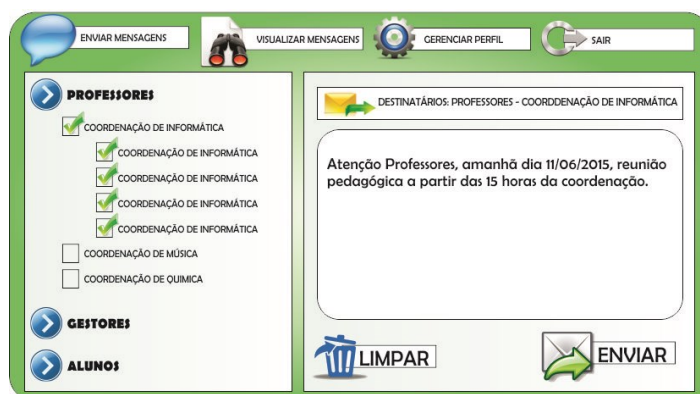 ENVIAR MENSAGENS
VISUALIZAR MENSAGENS
GERENCIAR PERFIL
SAIR
PROFESSORES
COORDENAÇÃO DE INFORMÁTICA
COORDENAÇÃO DE INFORMÁTICA
COORDENAÇÃO DE INFORMÁTICA
COORDENAÇÃO DE INFORMÁTICA
COORDENAÇÃO DE INFORMÁTICA
COORDENAÇÃO DE MÚSICA
COORDENAÇÃO DE QUIMICA
GESTORES
ALUNOS
DESTINATÁRIOS: PROFESSORES - COORDDENAÇÃO DE INFORMÁTICA
Atenção Professores, amanhã dia 11/06/2015, reunião
pedagógica a partir das 15 horas da coordenação.
LIMPAR
ENVIAR